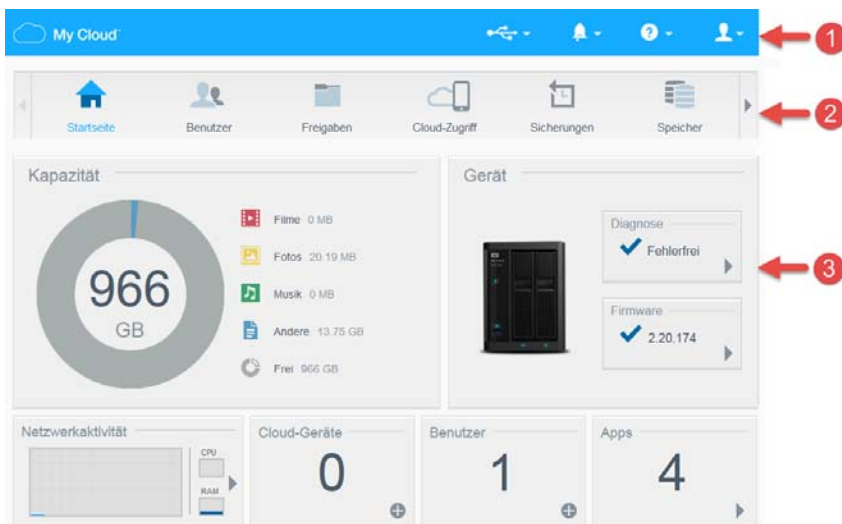 My Cloud
1
Startseite
Benutzer
Freigaben
Cloud-Zugriff
Sicherungen
Speicher
2
Kapazität
966
GB
Filme 0 MB
Fotos 20.19 MB
Musik 0 MB
Andere 13.75 GB
Frei 966 GB
Gerät
Diagnose
Fehlerfrei
Firmware
2.20.174
3
Netzwerkaktivität
CPU
RAM
Cloud-Geräte
0
Benutzer
1
Apps
4